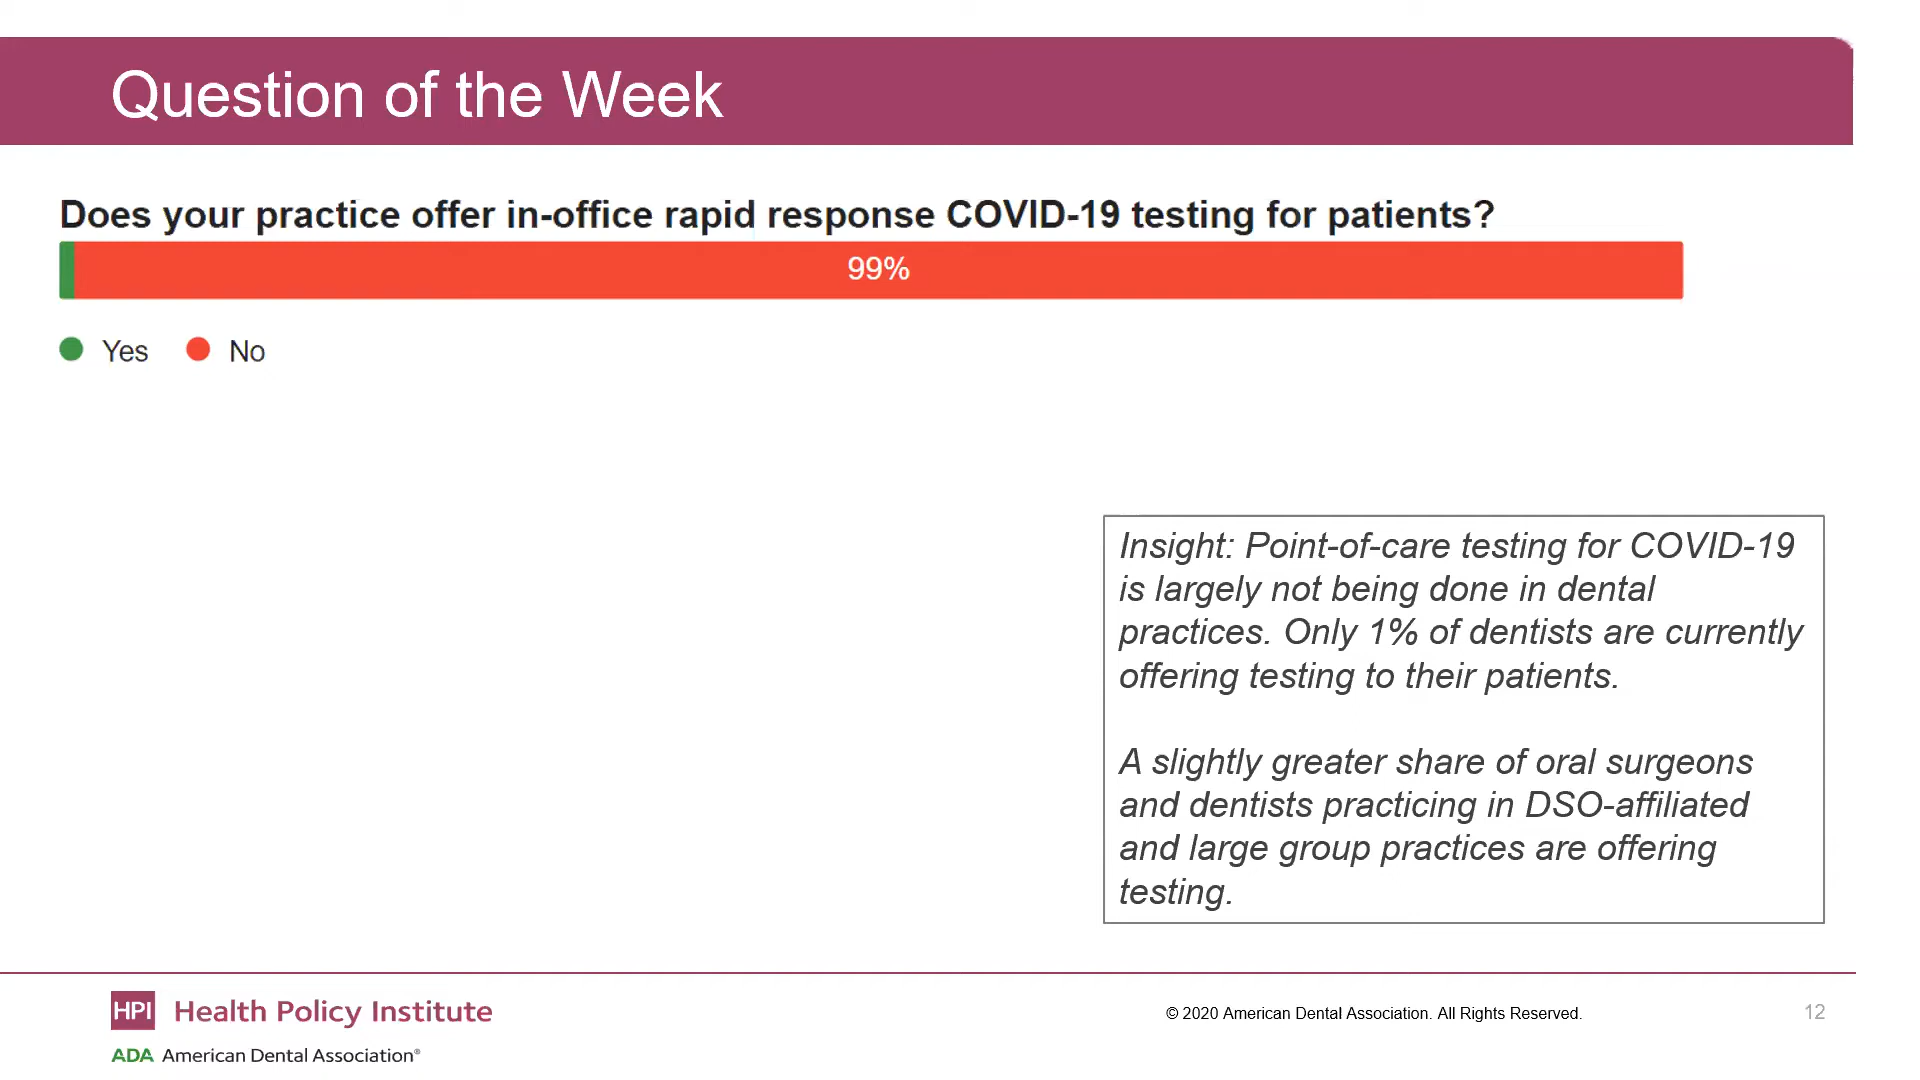 Question of the Week
Does your practice offer in-office rapid response COVID-19 testing for patients?
99%
Yes No
Insight: Point-of-care testing for COVID-19
is largely not being done in dental
practices. Only 1% of dentists are currently
offering testing to their patients.
A slightly greater share of oral surgeons
and dentists practicing in DSO-affiliated
and large group practices are offering
testing.
HPI Health Policy Institute
ADA American Dental Association®
© 2020 American Dental Association. All Rights Reserved.
12